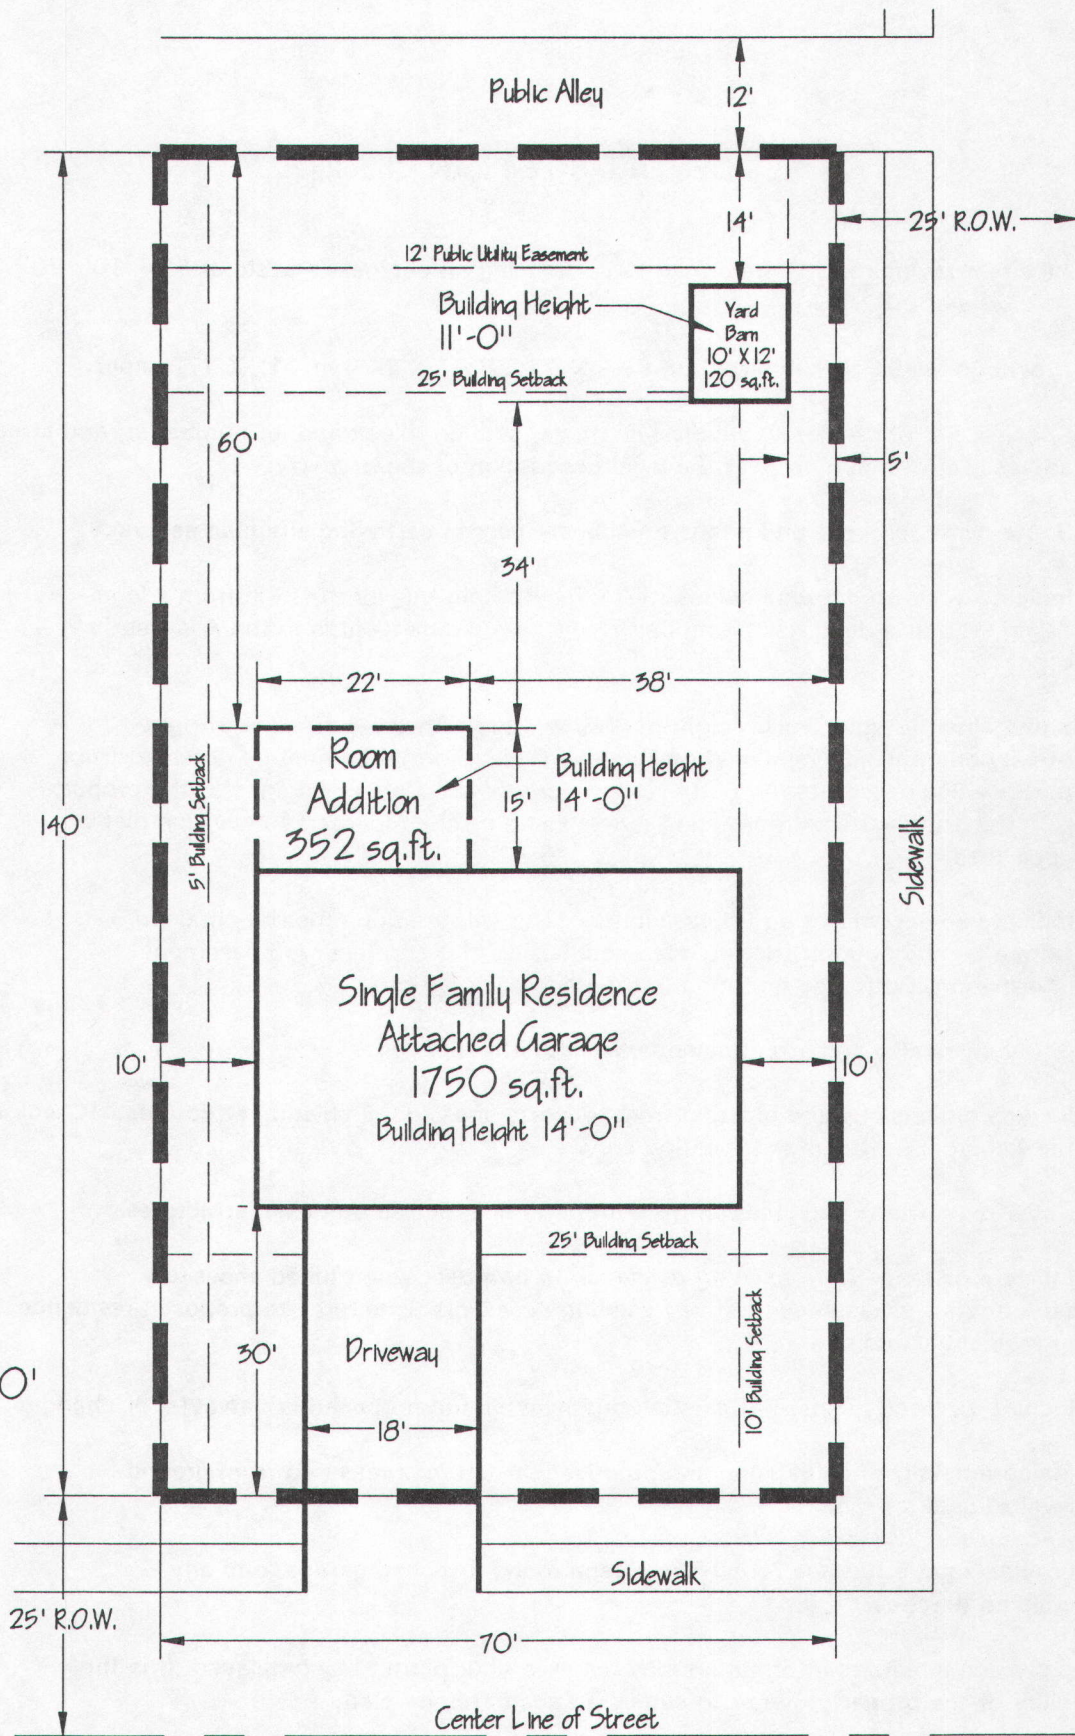 Public Alley
12'
14'
25' R.O.W.
12' Public Utility Easement
Building Height
11'-0"
Yard
Barn
10' X 12'
120 sq.ft.
25' Building Setback
60'
5'
34'
22'
38'
Room
Addition
352 sq.ft.
Building Height
14'-0"
15'
140'
5' Building Setback
Sidewalk
Single Family Residence
Attached Garage
1750 sq.ft.
Building Height 14'-0"
10'
10'
25' Building Setback
30'
Driveway
10' Building Setback
0'
18'
Sidewalk
25' R.O.W.
70'
Center Line of Street